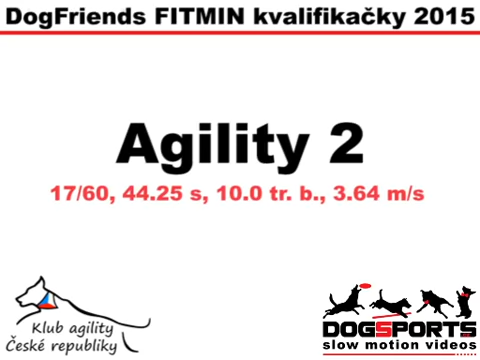 DogFriends FITMIN kvalifikačky 2015
Agility 2
17/60, 44.25 s, 10.0 tr. b., 3.64 m/s
Klub agility
České republiky
DOGSPORTS
slow motion videos